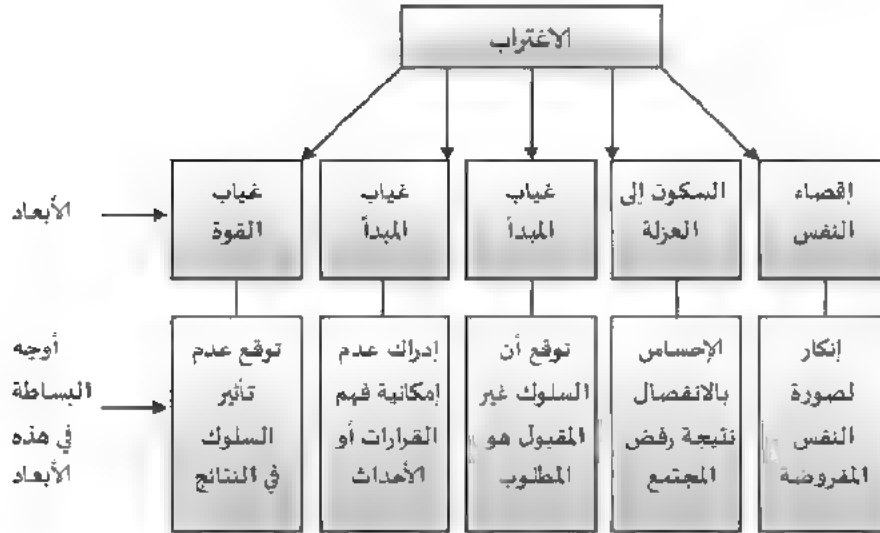 الاغتراب
إقصاء
النفس
السكون إلى
العزلة
غياب
المبدأ
غياب
المبدأ
غياب
القوة
الأبعاد
إنكار
لصورة
النفس
المفروضة
الإحساس
بالانفصال
نتيجة رفض
المجتمع
توقع أن
السلوك غير
المقبول هو
المطلوب
إدراك عدم
إمكانية فهم
القرارات أو
الأحداث
توقع عدم
تأثير
السلوك
في النتائج
أوجه
البساطة
في هذه
الأبعاد